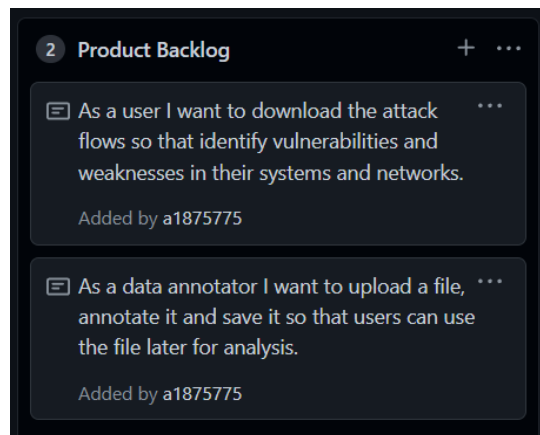 2 Product Backlog
As a user I want to download the attack
flows so that identify vulnerabilities and
weaknesses in their systems and networks.
Added by a1875775
As a data annotator I want to upload a file,
annotate it and save it so that users can use
the file later for analysis.
Added by a1875775